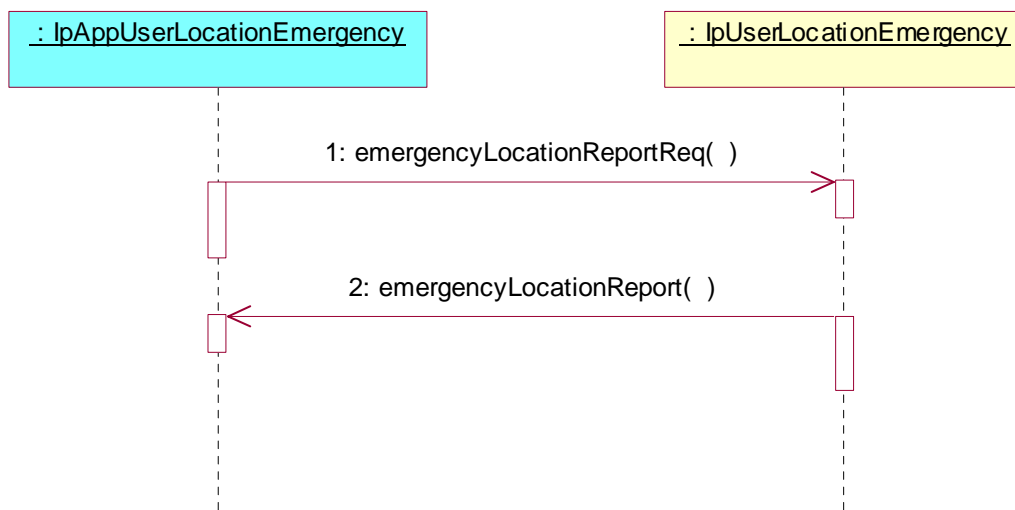 : IpAppUserLocationEmergency
: IpUserLocationEmergency
1: emergencyLocationReportReq(  )
2: emergencyLocationReport(  )